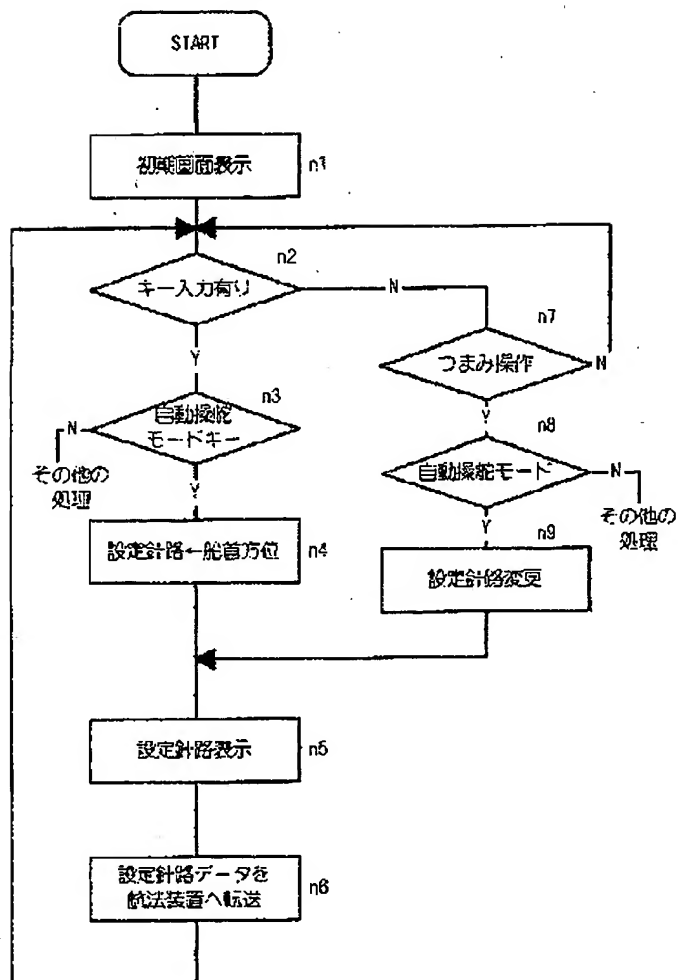 START
初期画面表示
n1
n2
キー入力有り
N
n7
Y
つまみ操作
N
n3
Y
n8
自動操舵
モードキー
N
その他の
処理
自動操舵モード
N
その他の
処理
Y
Y
n9
設定針路←船首方位
n4
設定針路変更
設定針路表示
n5
設定針路データを
航法装置へ転送
n6